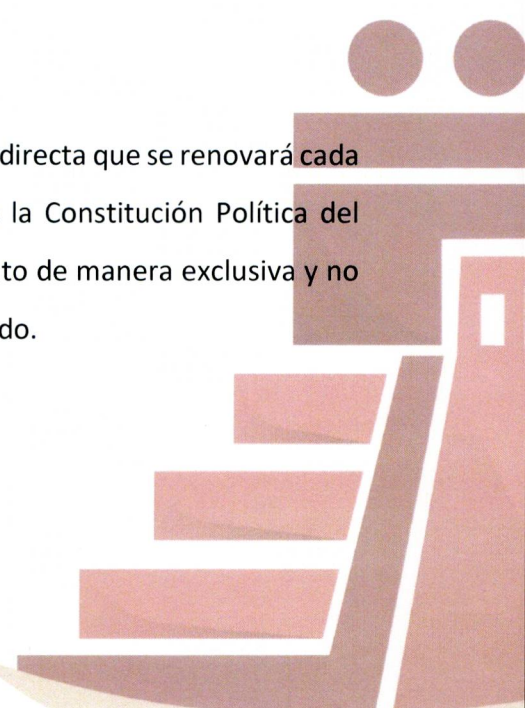 directa que se renovará cada
la Constitución Política del
to de manera exclusiva y no
do.